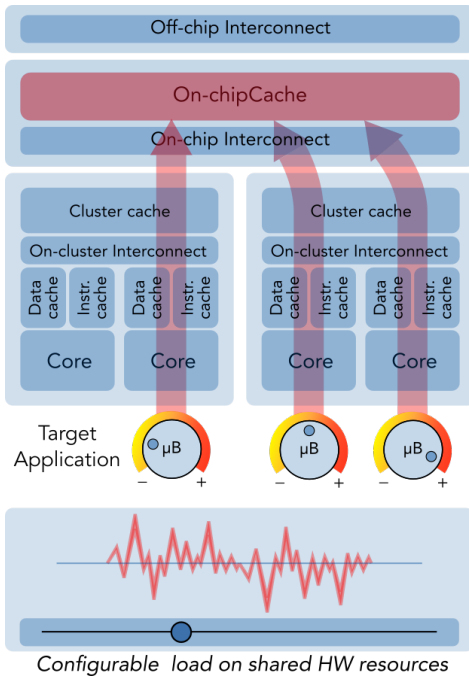 Off-chip Interconnect
On-chipCache
On-chip Interconnect
Cluster cache
On-cluster Interconnect
Data cache
Instr. cache
Data cache
Instr. cache
Core
Core
Cluster cache
On-cluster Interconnect
Data cache
Instr. cache
Data cache
Instr. cache
Core
Core
Target
Application
μB
− +
μB
− +
μB
− +
Configurable load on shared HW resources